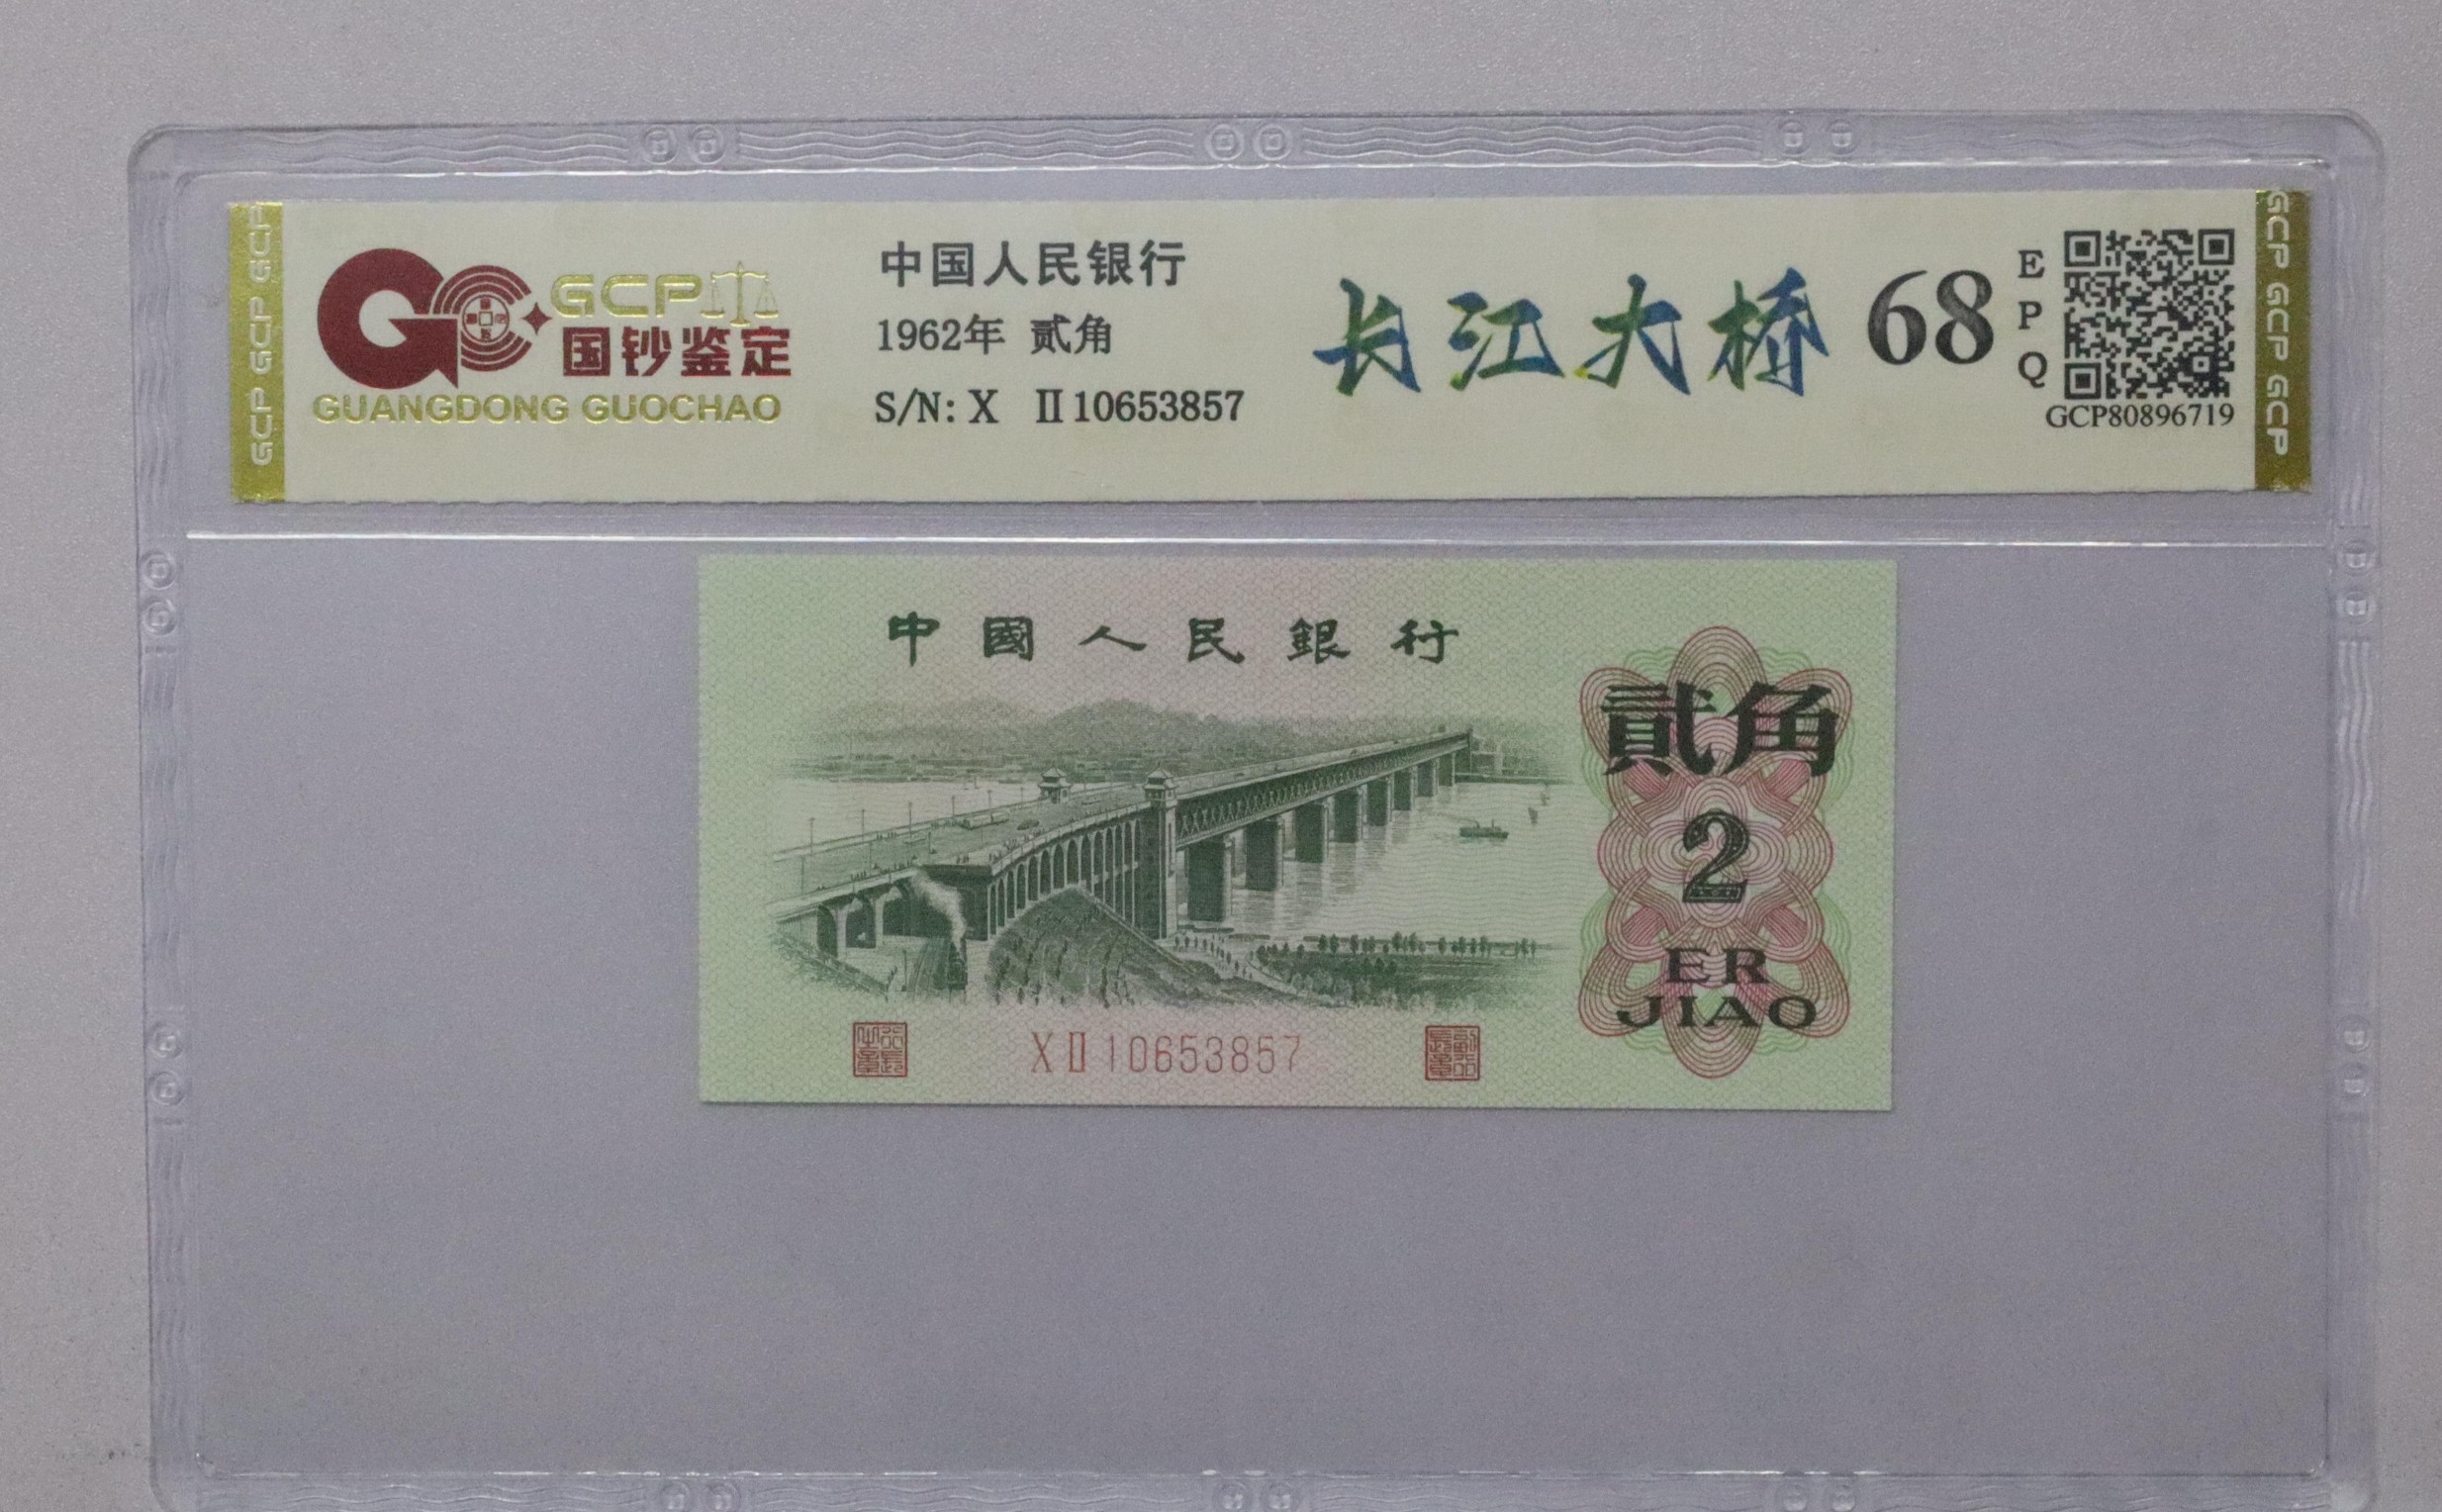 GCP GCP GCP
GCP
国钞鉴定
GUANGDONG GUOCHAO
中国人民银行
1962年 贰角
S/N: X Ⅱ10653857
长江大桥
68
E
P
Q
GCP80896719
GCP GCP GCP
中國人民銀行
貳角
2
ER
JIAO
XⅡ10653857